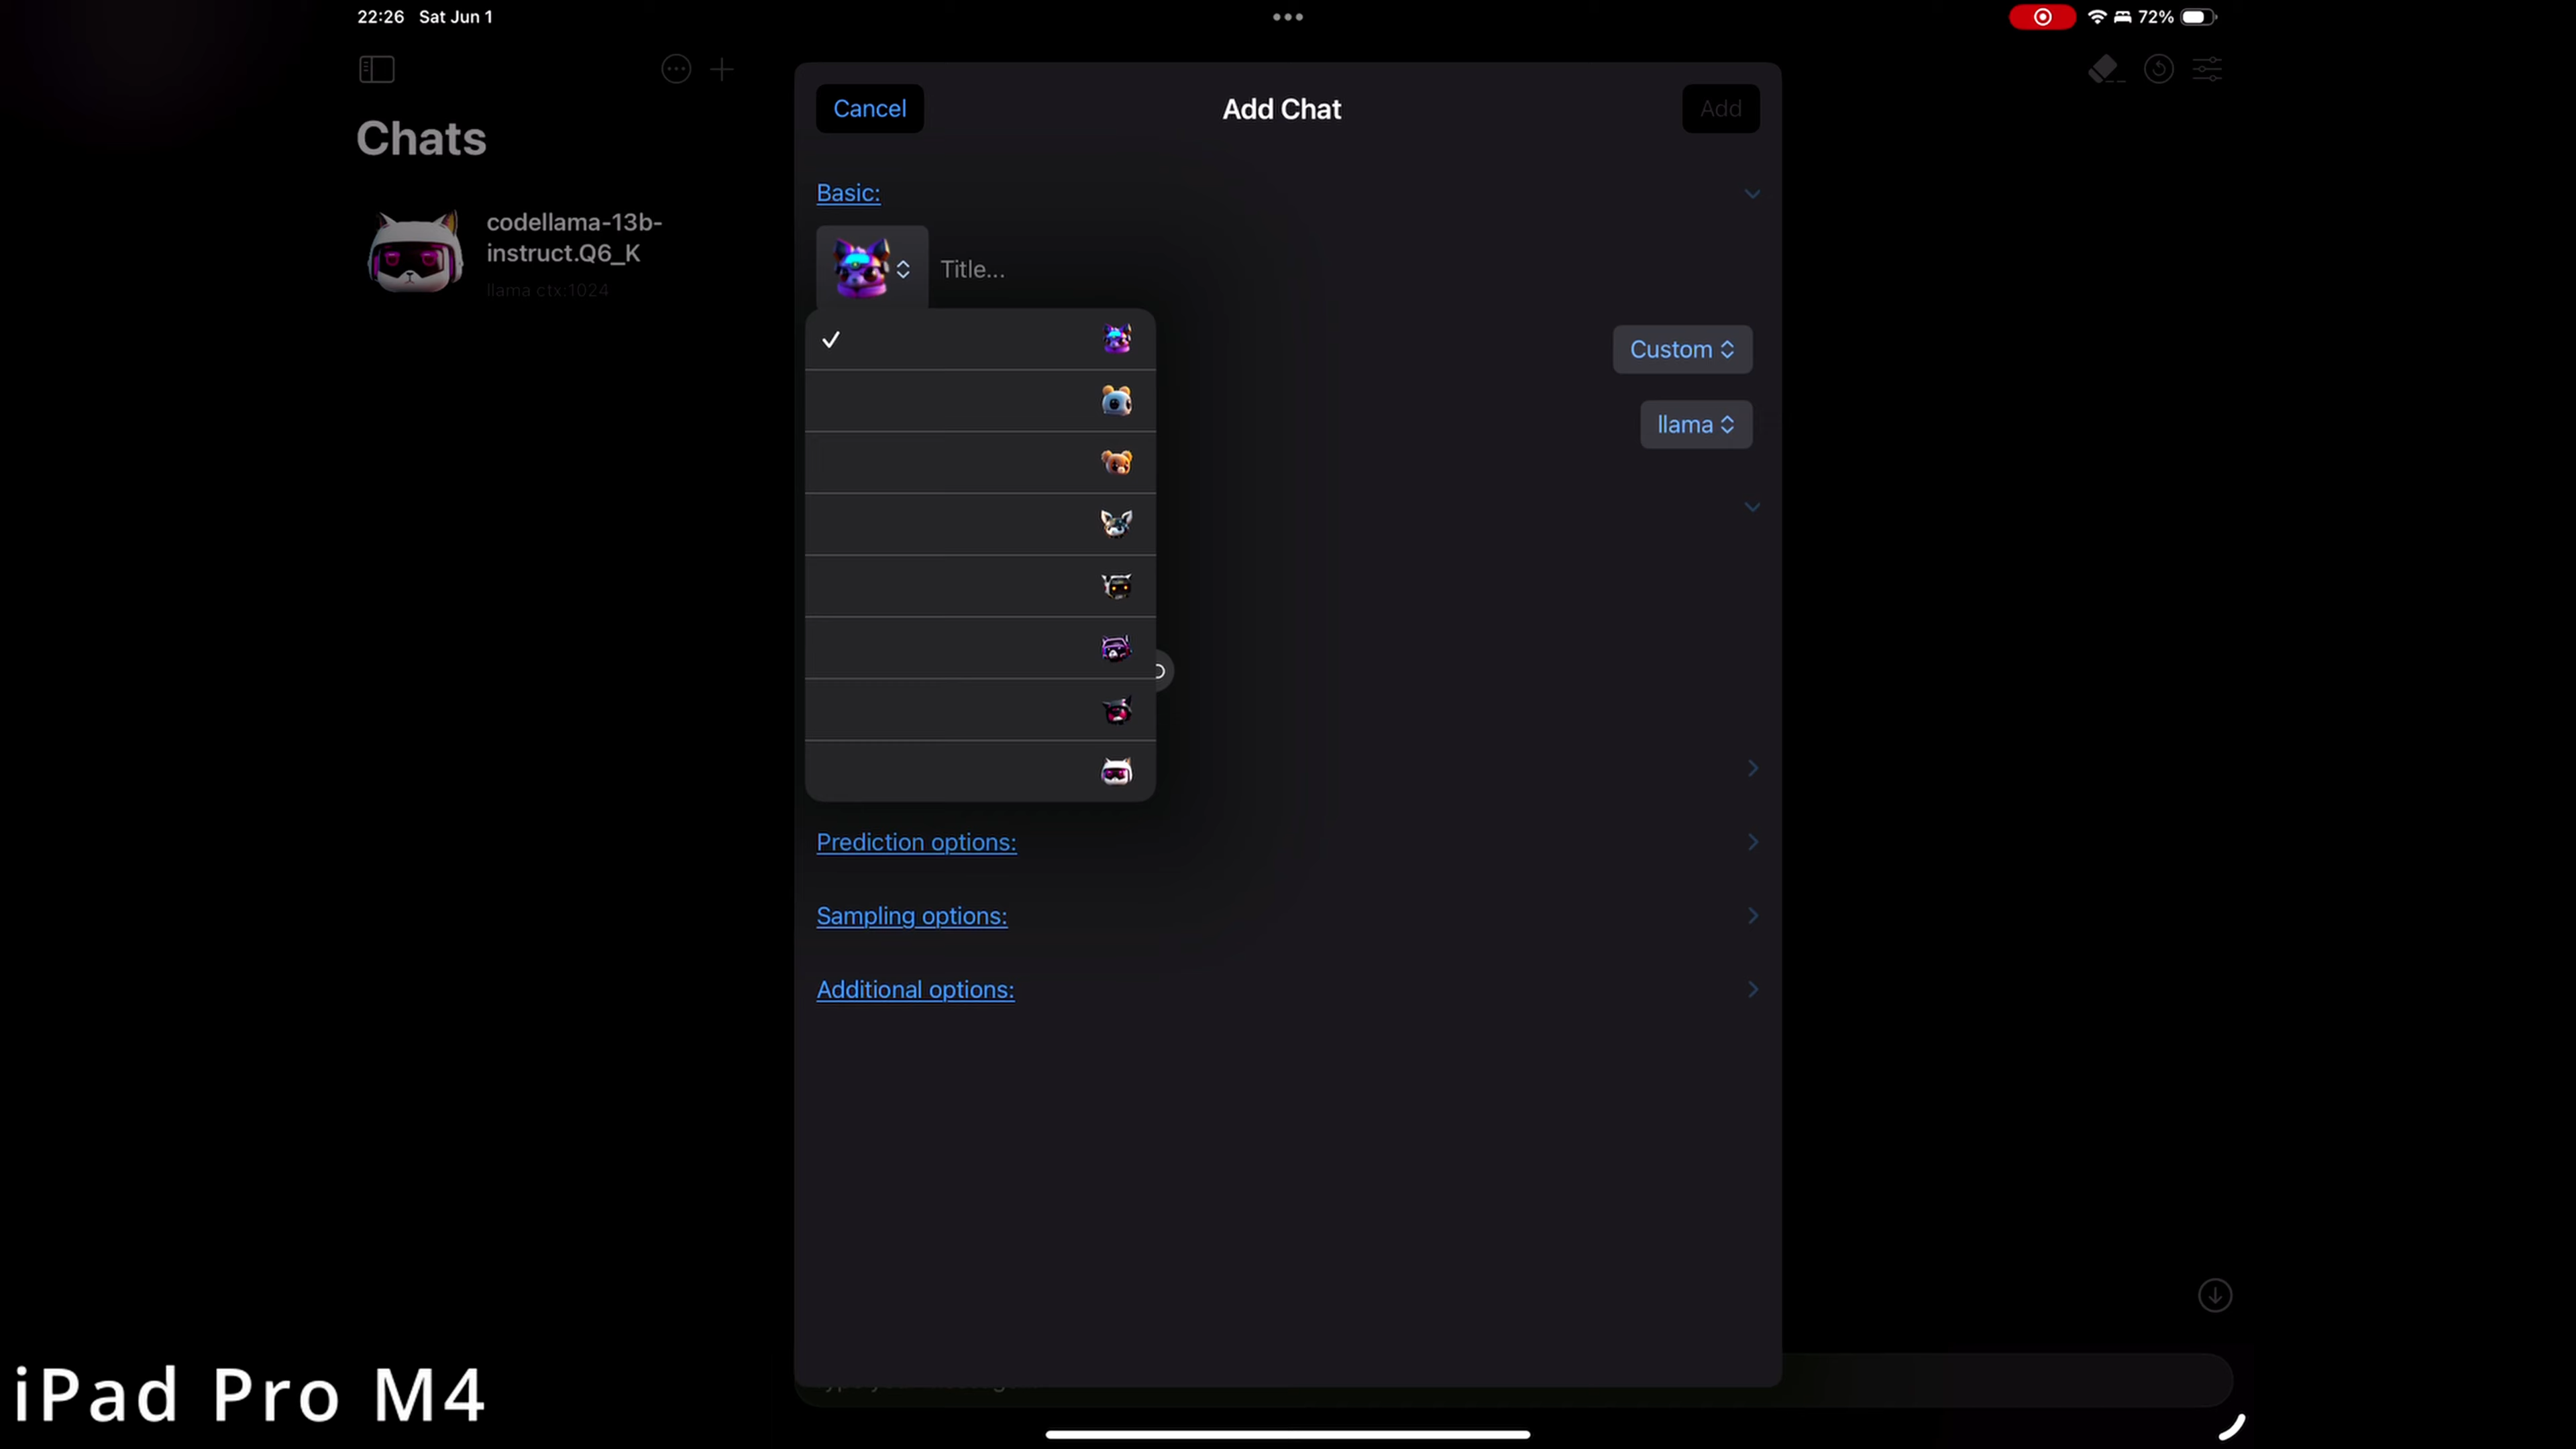 22:26 Sat Jun 1
72%
Chats
codellama-13b-
instruct.Q6_K
llama ctx:1024
Cancel
Add Chat
Add
Basic:
Title...
Custom
llama
Prediction options:
Sampling options:
Additional options:
iPad Pro M4